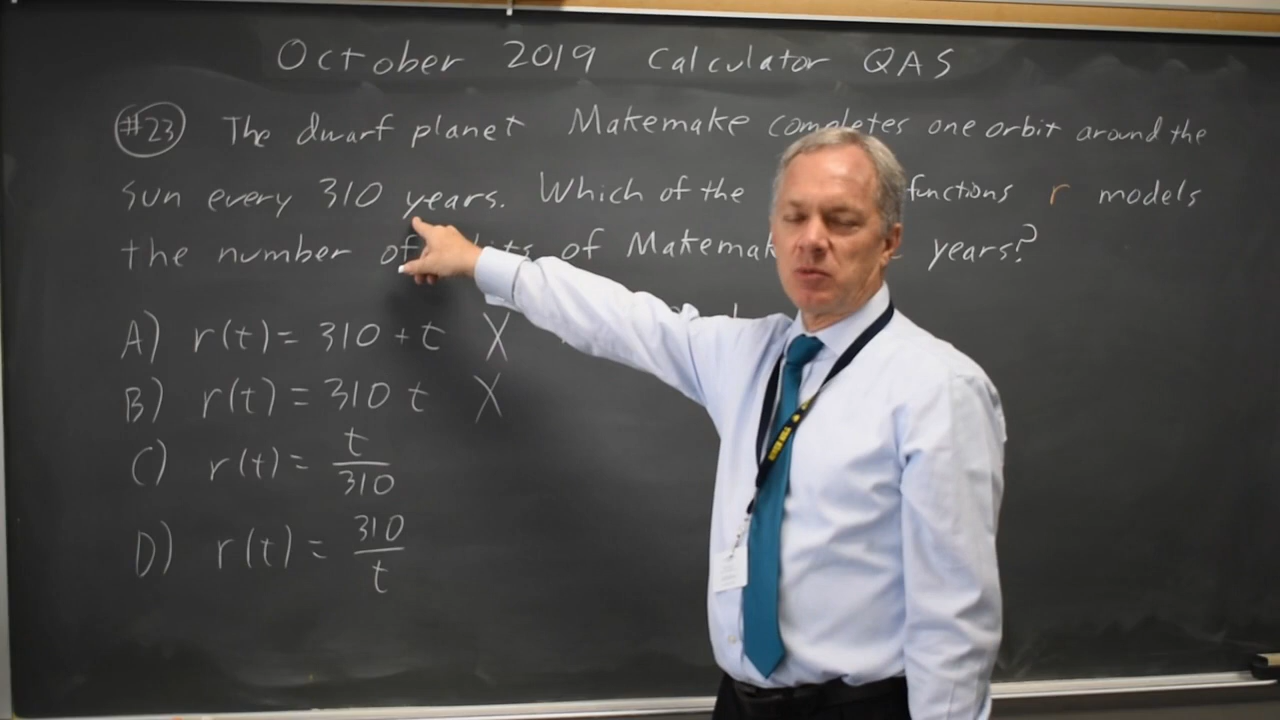 October 2019 Calculator QAS
#23 The dwarf planet Makemake completes one orbit around the
sun every 310 years. Which of the functions r models
the number of of years?
A) r(t) = 310 + t X
B) r(t) = 310 t X
C) r(t) = t/310
D) r(t) = 310/t